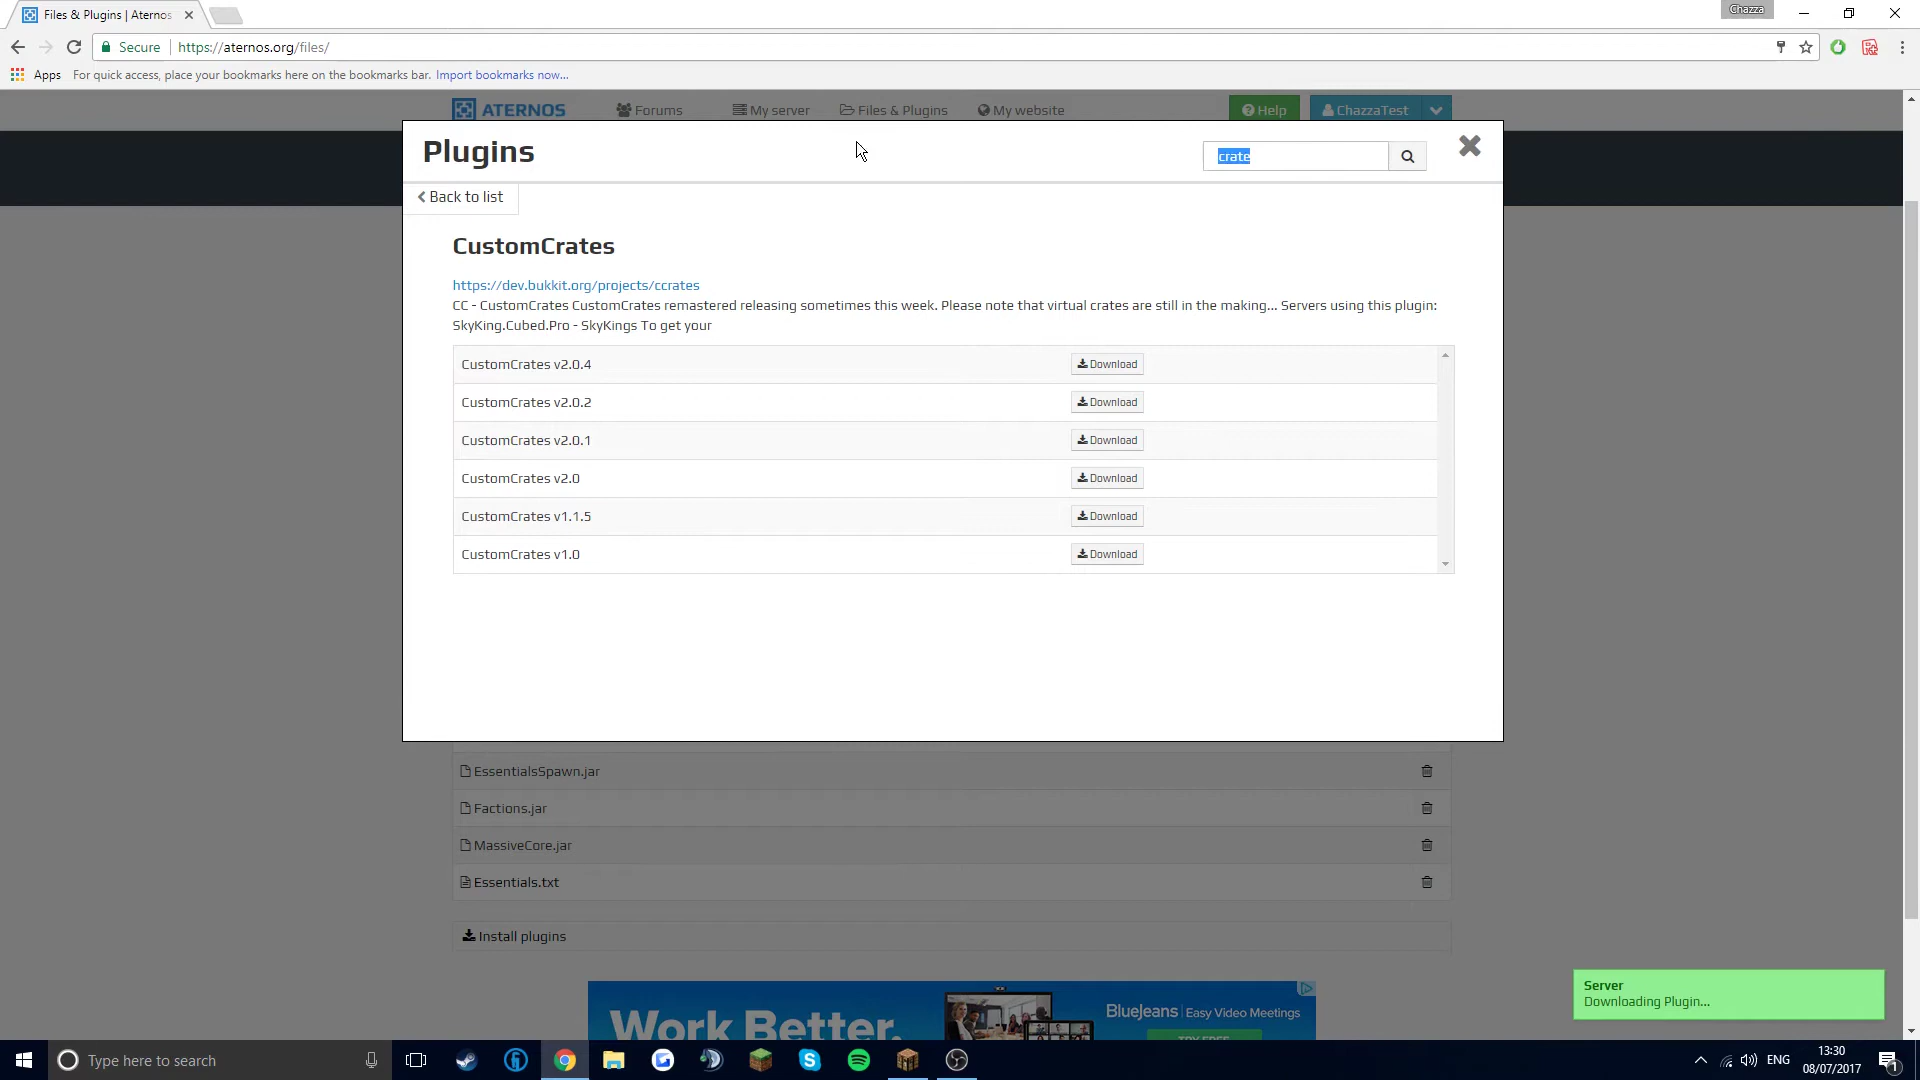 Files & Plugins | Aternos
Chazza
Secure
https://aternos.org/files/
Apps
For quick access, place your bookmarks here on the bookmarks bar. Import bookmarks now...
ATERNOS
Forums
My server
Files & Plugins
My website
Help
ChazzaTest
Plugins
crate
Back to list
CustomCrates
https://dev.bukkit.org/projects/ccrates
CC - CustomCrates CustomCrates remastered releasing sometimes this week. Please note that virtual crates are still in the making... Servers using this plugin:
SkyKing.Cubed.Pro - SkyKings To get your
CustomCrates v2.0.4 Download
CustomCrates v2.0.2 Download
CustomCrates v2.0.1 Download
CustomCrates v2.0 Download
CustomCrates v1.1.5 Download
CustomCrates v1.0 Download
EssentialsSpawn.jar
Factions.jar
MassiveCore.jar
Essentials.txt
Install plugins
Work Better.
BlueJeans | Easy Video Meetings
TRY FREE
Server
Downloading Plugin...
Type here to search
ENG
13:30
08/07/2017
1